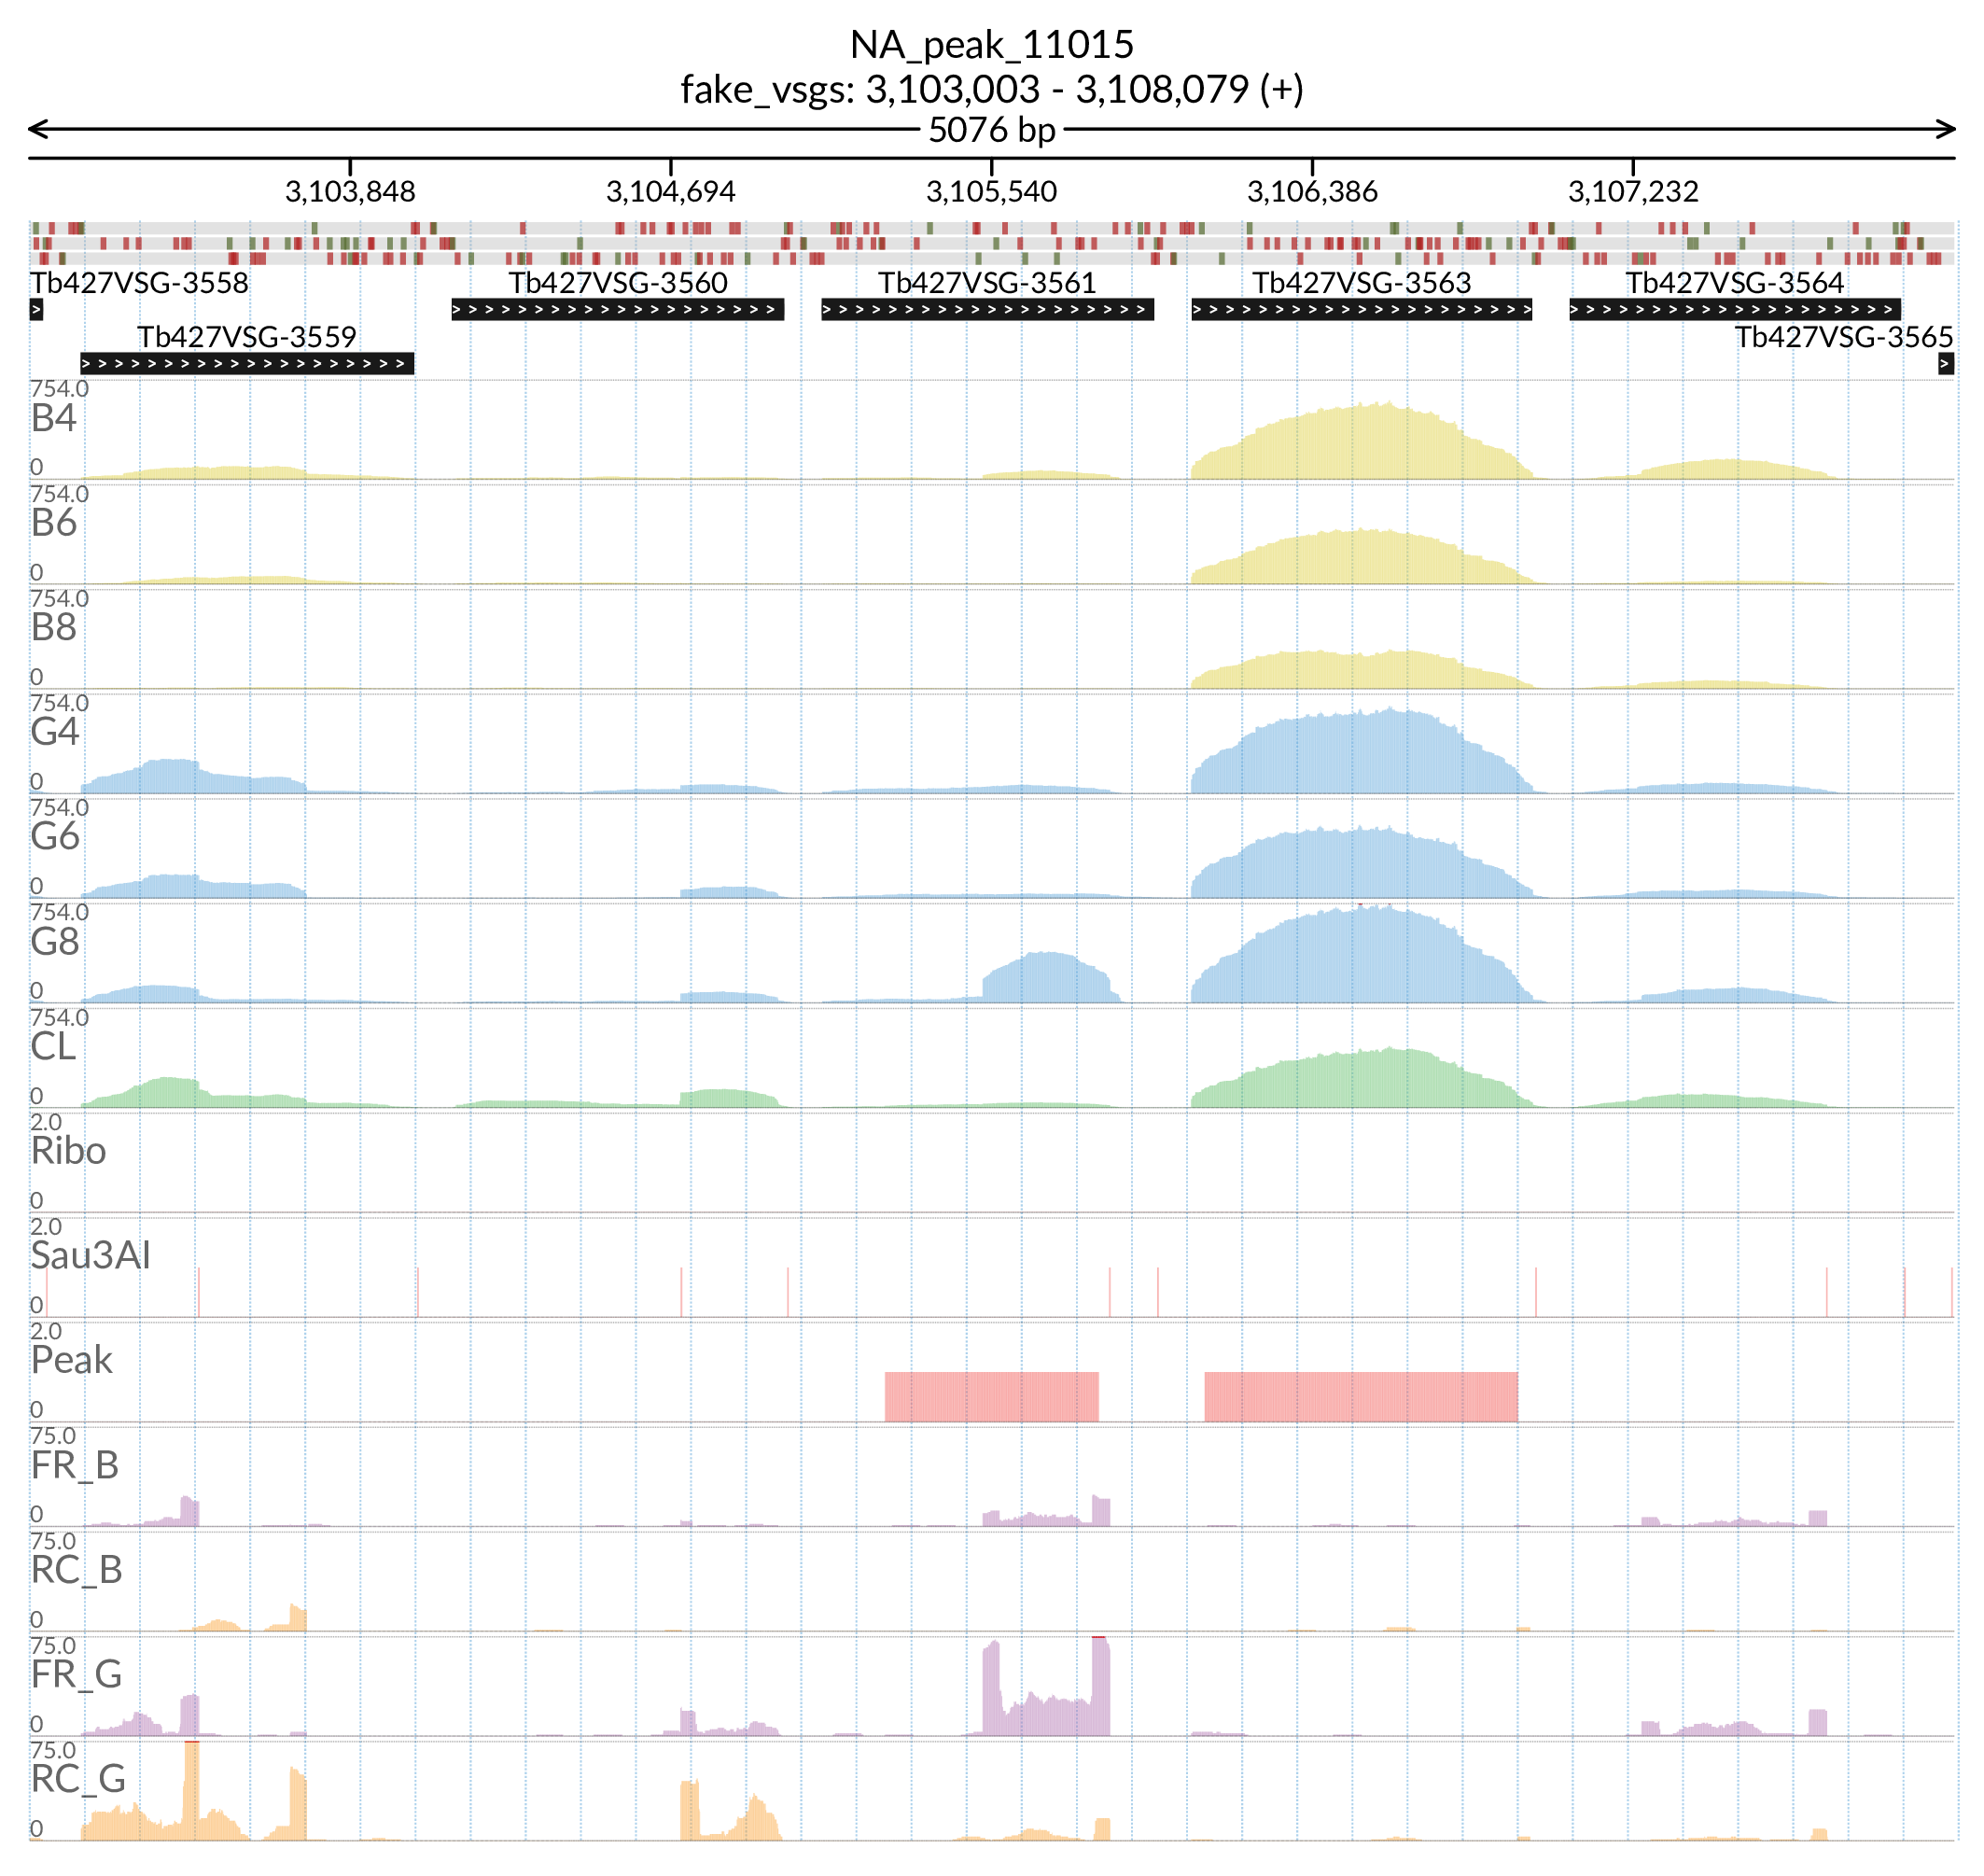 NA_peak_11015
fake_vsgs: 3,103,003 - 3,108,079 (+)
5076 bp
3,103,848 3,104,694 3,105,540 3,106,386 3,107,232
Tb427VSG-3558 Tb427VSG-3560 Tb427VSG-3561 Tb427VSG-3563 Tb427VSG-3564
Tb427VSG-3559 Tb427VSG-3565
754.0
B4
0
754.0
B6
0
754.0
B8
0
754.0
G4
0
754.0
G6
0
754.0
G8
0
754.0
CL
0
2.0
Ribo
0
2.0
Sau3AI
0
2.0
Peak
0
75.0
FR_B
0
75.0
RC_B
0
75.0
FR_G
0
75.0
RC_G
0